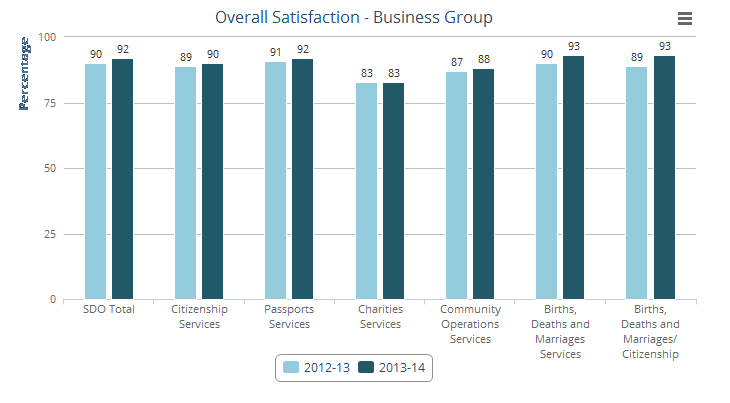 Overall Satisfaction - Business Group
Percentage
100
75
50
25
0
90 92 89 90 91 92 83 83 87 88 90 93 89 93
SDO Total
Citizenship
Services
Passports
Services
Charities
Services
Community
Operations
Services
Births,
Deaths and
Marriages
Services
Births,
Deaths and
Marriages/
Citizenship
2012-13 2013-14